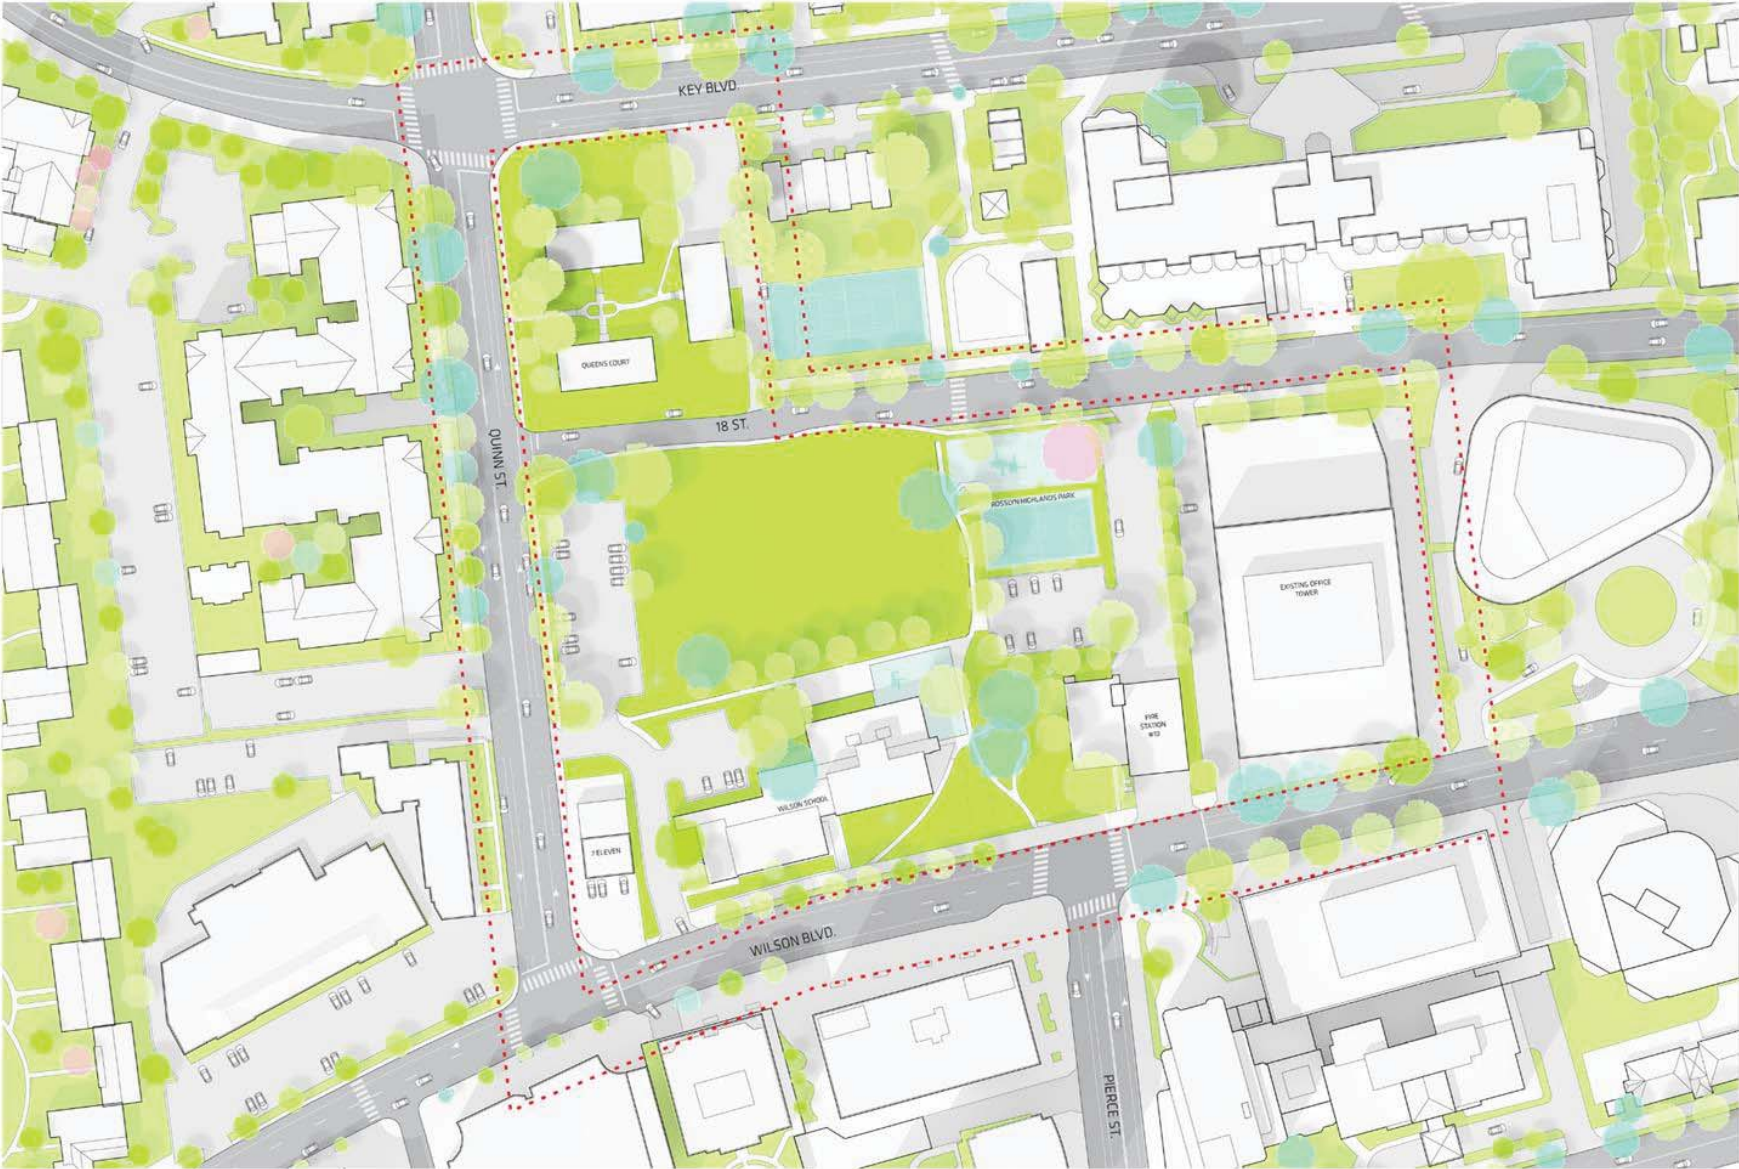 KEY BLVD.
QUEENS COURT
18 ST.
QUINN ST.
ROSSLYN HIGHLANDS PARK
EXISTING OFFICE
TOWER
FIRE
STATION
#10
WILSON SCHOOL
7-ELEVEN
WILSON BLVD.
PIERCE ST.